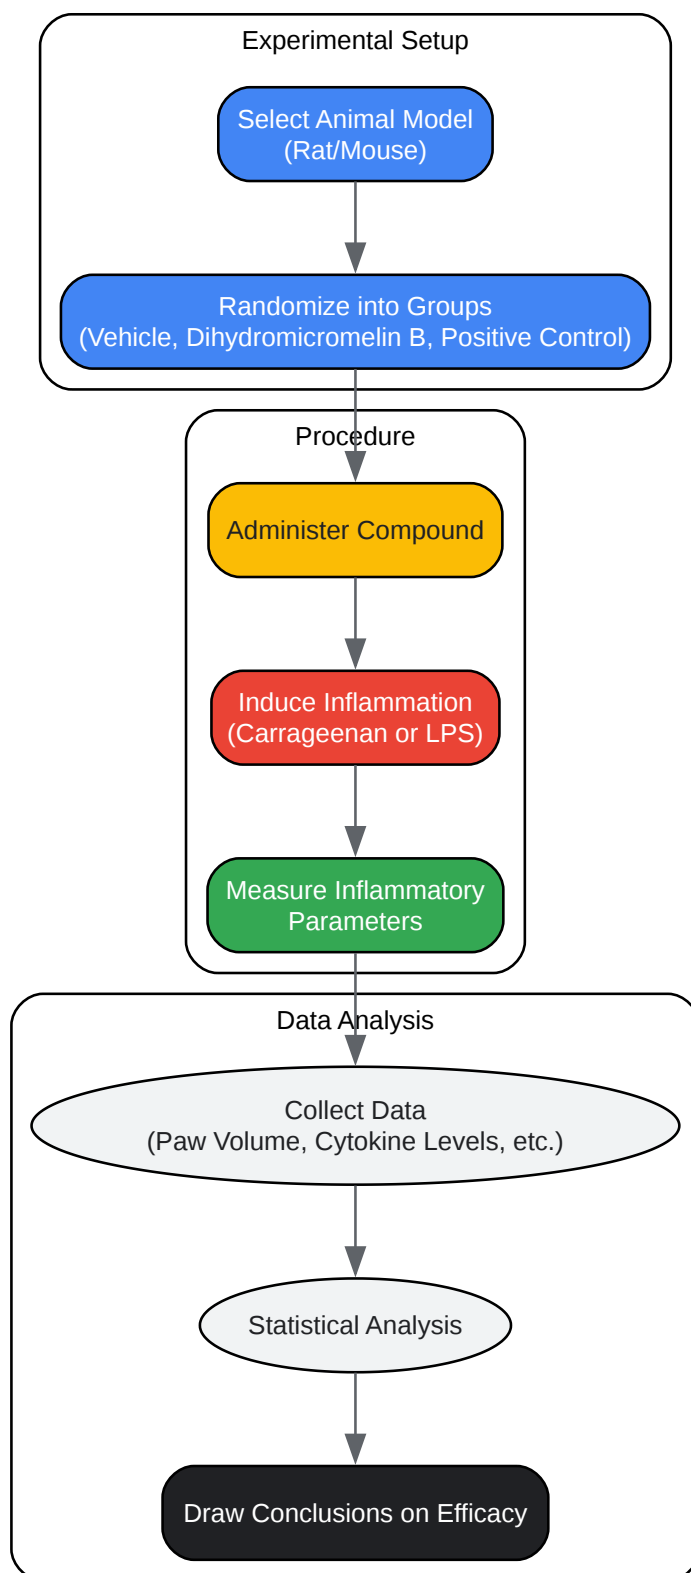 Experimental Setup
Select Animal Model
(Rat/Mouse)
Randomize into Groups
(Vehicle, Dihydromicromelin B, Positive Control)
Procedure
Administer Compound
Induce Inflammation
(Carrageenan or LPS)
Measure Inflammatory
Parameters
Data Analysis
Collect Data
(Paw Volume, Cytokine Levels, etc.)
Statistical Analysis
Draw Conclusions on Efficacy